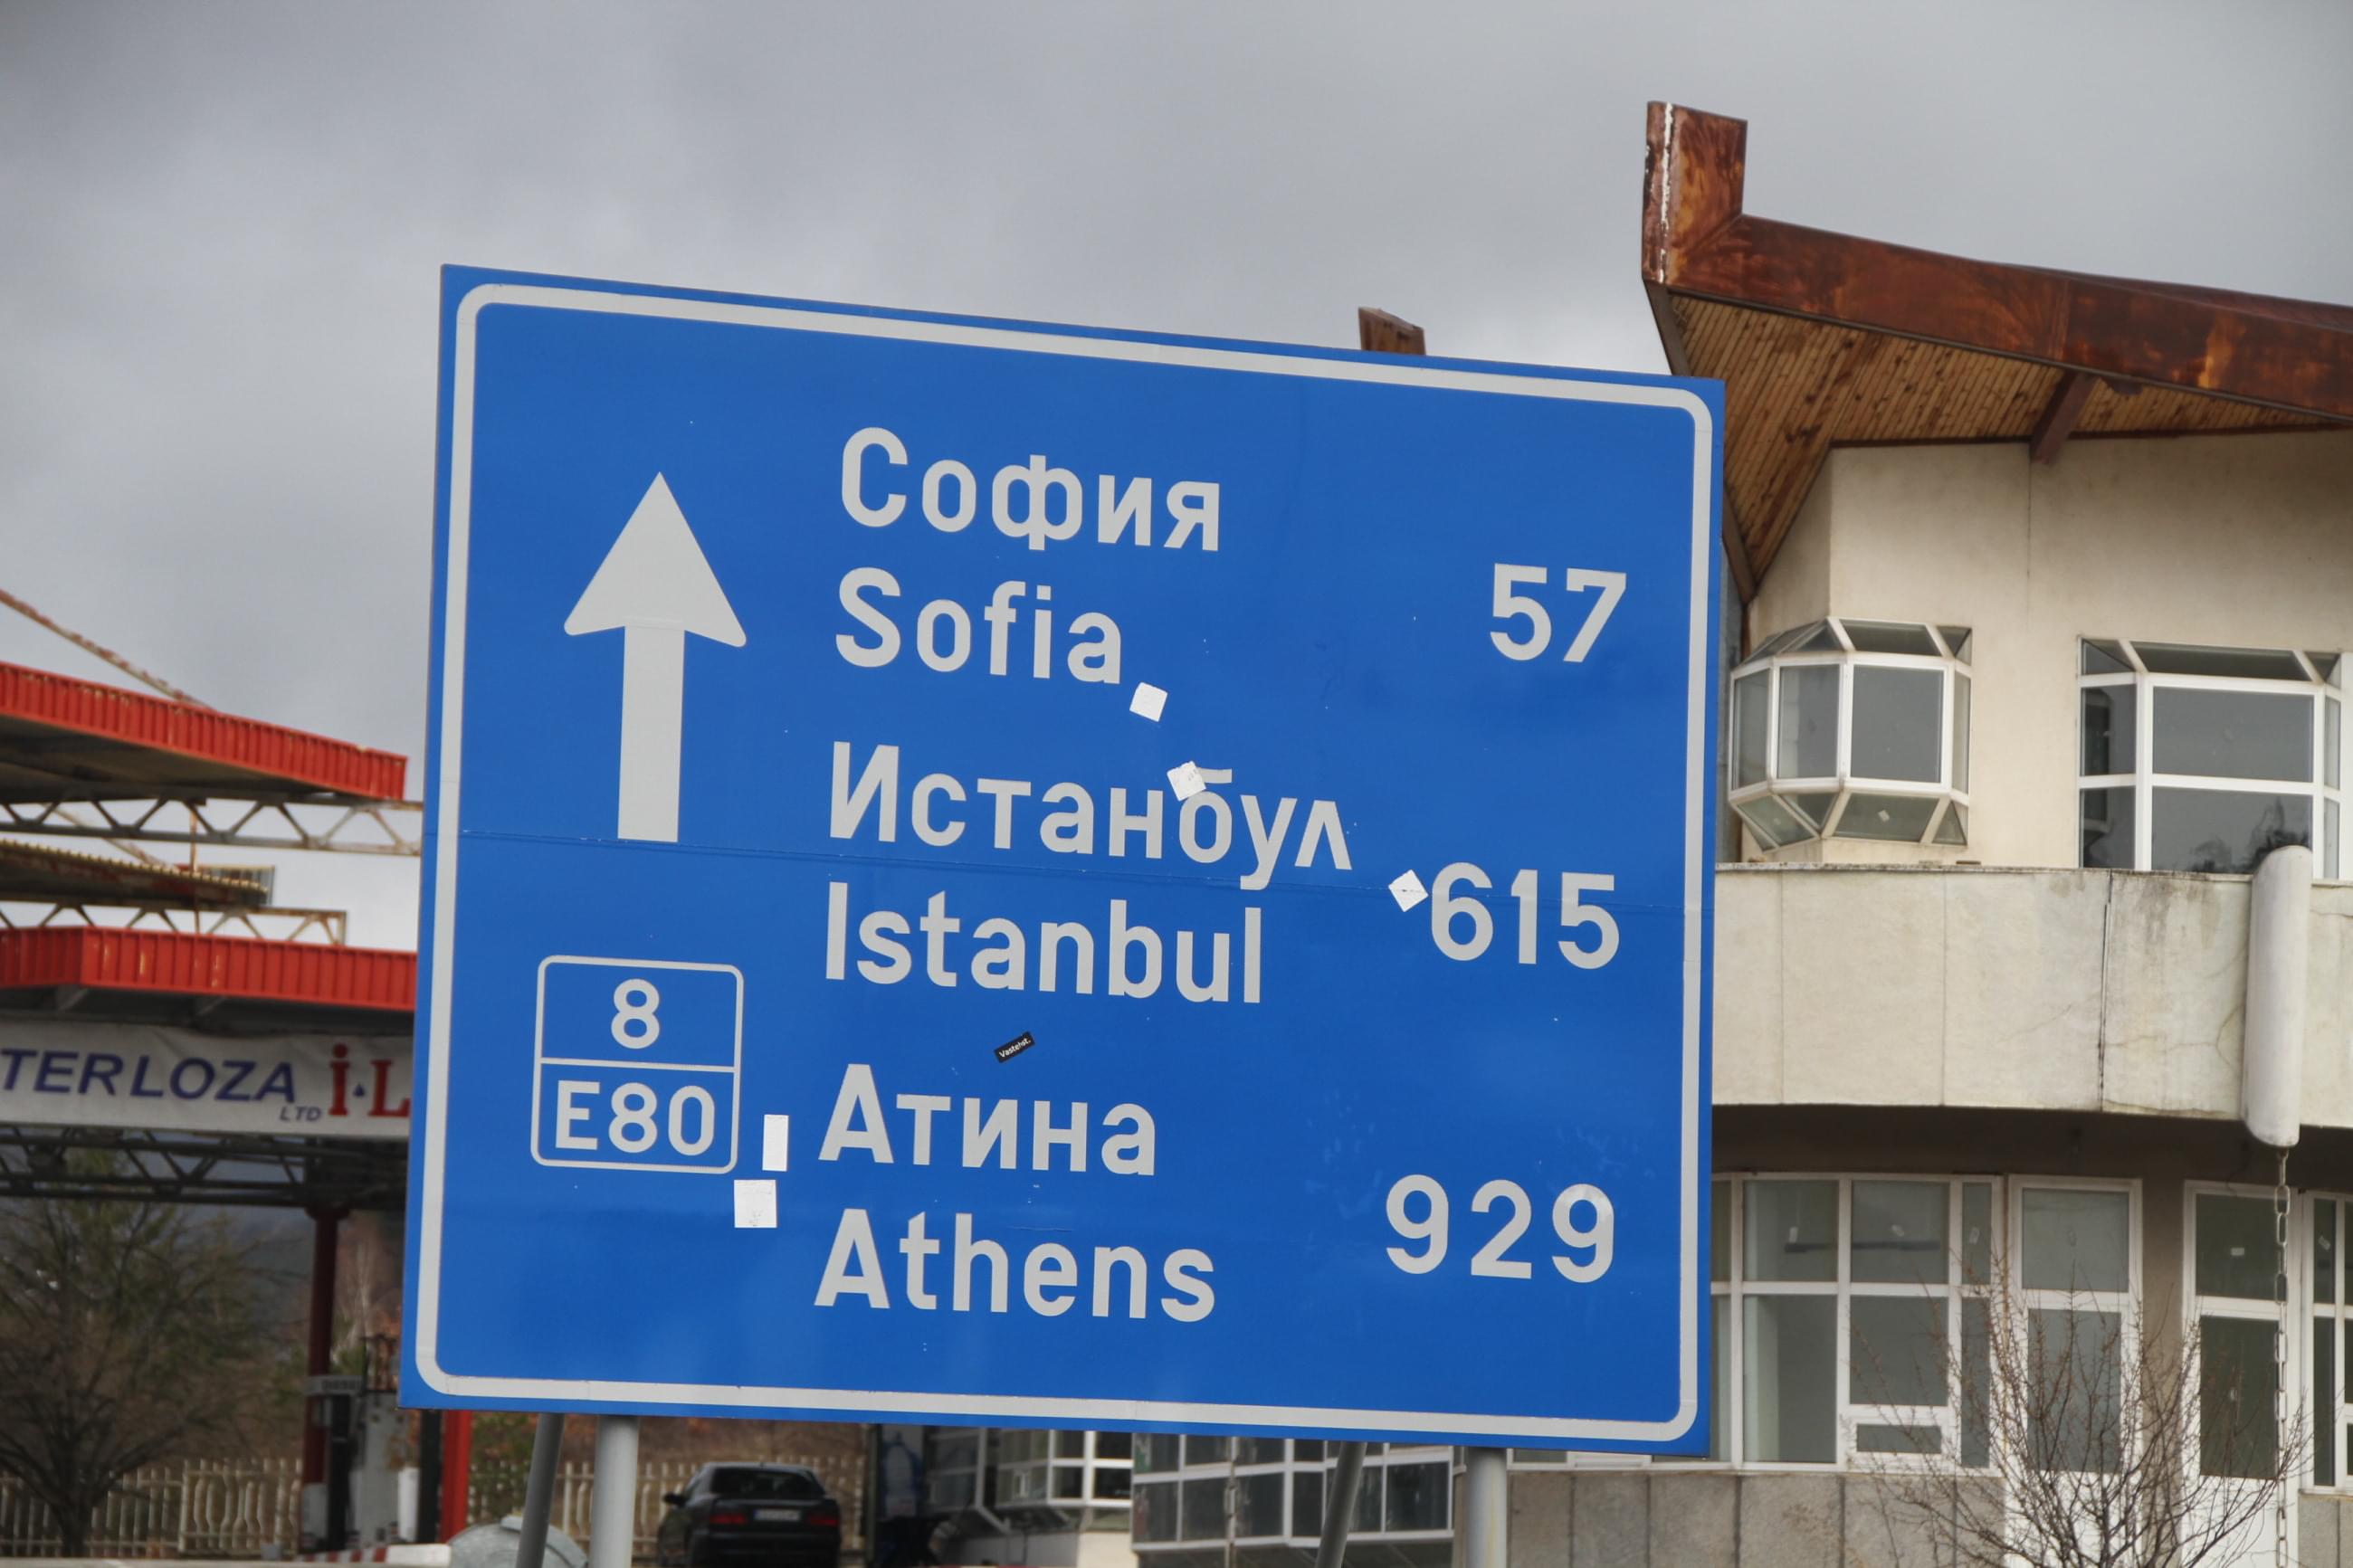 София
Sofia 57
Истанбул
Istanbul 615
Атина
Athens 929
8
E80
TERLOZA
LTD
i.L